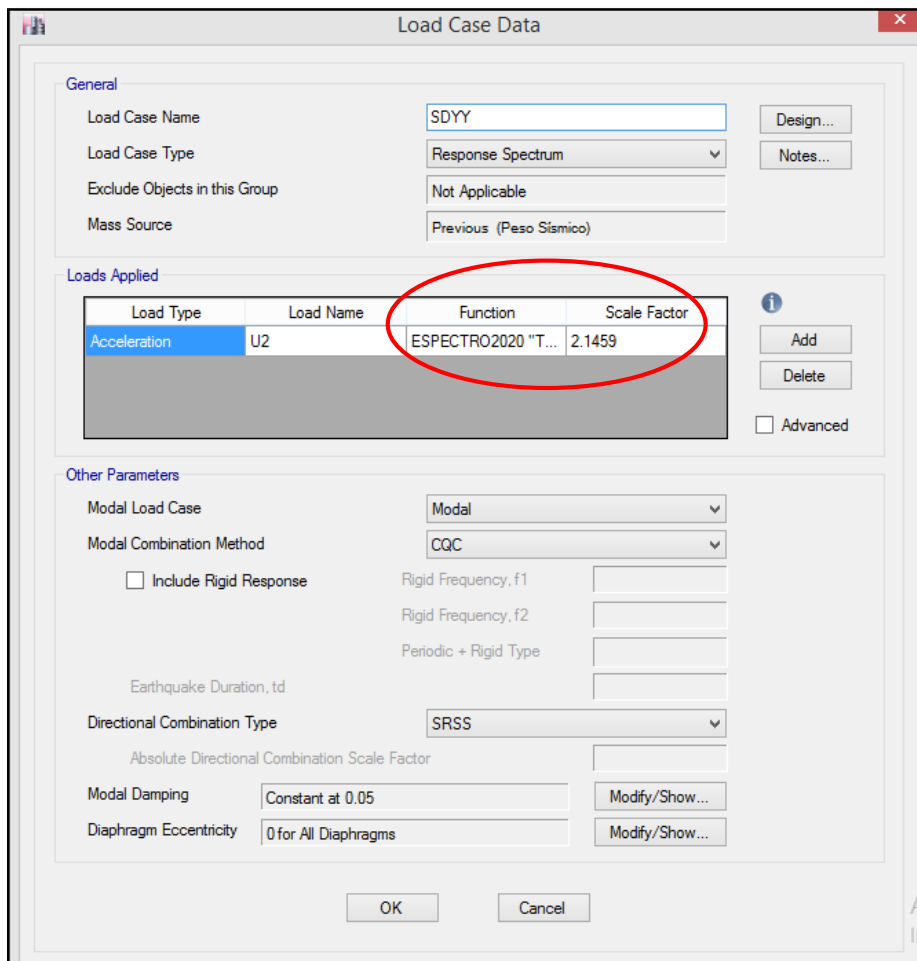 Load Case Data
General
Load Case Name SDYY Design...
Load Case Type Response Spectrum Notes...
Exclude Objects in this Group Not Applicable
Mass Source Previous (Peso Sísmico)
Loads Applied
Load Type Load Name Function Scale Factor
Acceleration U2 ESPECTRO2020 "T... 2.1459 Add
Delete
Advanced
Other Parameters
Modal Load Case Modal
Modal Combination Method CQC
Include Rigid Response Rigid Frequency, f1
Rigid Frequency, f2
Periodic + Rigid Type
Earthquake Duration, td
Directional Combination Type SRSS
Absolute Directional Combination Scale Factor
Modal Damping Constant at 0.05 Modify/Show...
Diaphragm Eccentricity 0 for All Diaphragms Modify/Show...
OK Cancel